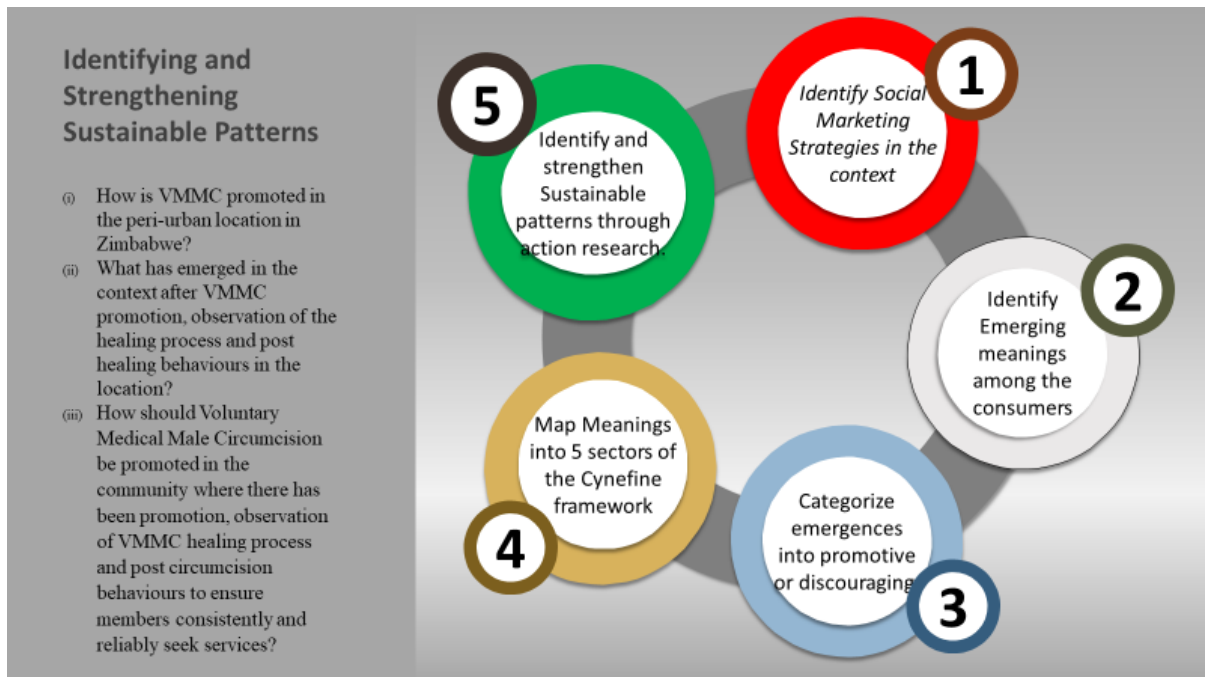 Identifying and
Strengthening
Sustainable Patterns
(i) How is VMMC promoted in
the peri-urban location in
Zimbabwe?
(ii) What has emerged in the
context after VMMC
promotion, observation of the
healing process and post
healing behaviours in the
location?
(iii) How should Voluntary
Medical Male Circumcision
be promoted in the
community where there has
been promotion, observation
of VMMC healing process
and post circumcision
behaviours to ensure
members consistently and
reliably seek services?
1
Identify Social
Marketing
Strategies in the
context
2
Identify
Emerging
meanings
among the
consumers
3
Categorize
emergences
into promotive
or discouraging
4
Map Meanings
into 5 sectors of
the Cynefine
framework
5
Identify and
strengthen
Sustainable
patterns through
action research.